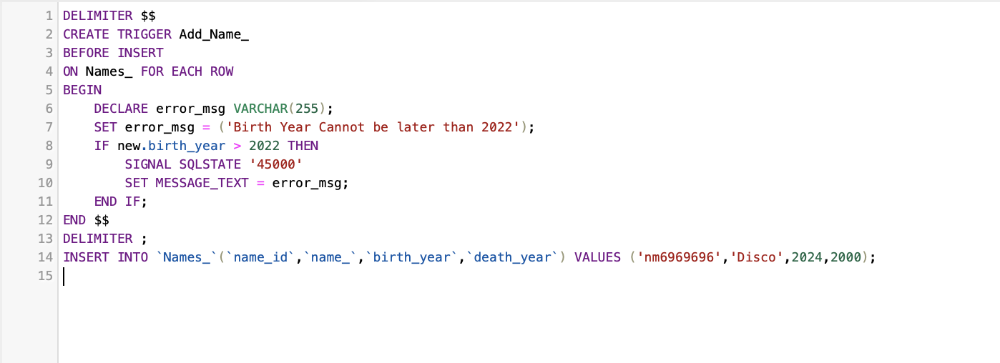 1 DELIMITER $$
2 CREATE TRIGGER Add_Name_
3 BEFORE INSERT
4 ON Names_ FOR EACH ROW
5 BEGIN
6     DECLARE error_msg VARCHAR(255);
7     SET error_msg = ('Birth Year Cannot be later than 2022');
8     IF new.birth_year > 2022 THEN
9         SIGNAL SQLSTATE '45000'
10         SET MESSAGE_TEXT = error_msg;
11     END IF;
12 END $$
13 DELIMITER ;
14 INSERT INTO `Names_`(`name_id`,`name_`,`birth_year`,`death_year`) VALUES ('nm6969696','Disco',2024,2000);
15